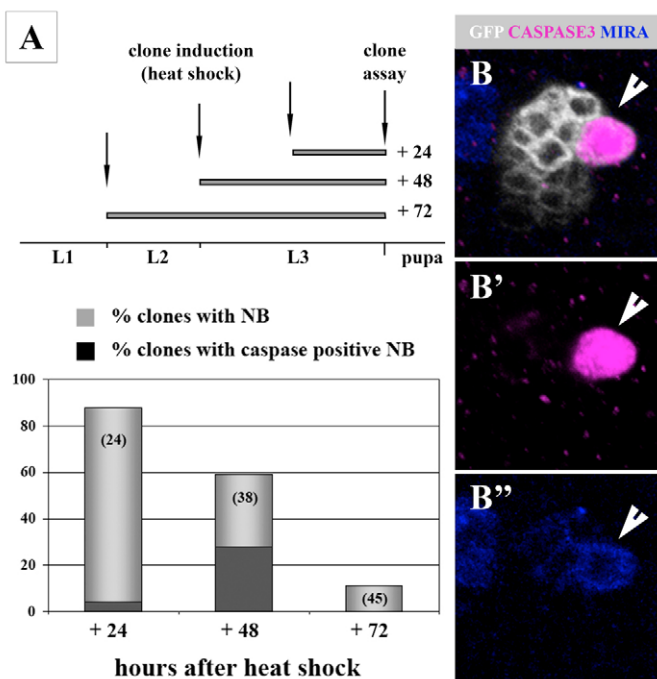 A
clone induction
(heat shock)
clone
assay
+ 24
+ 48
+ 72
L1 L2 L3 pupa
% clones with NB
% clones with caspase positive NB
100
80
60
40
20
0
(24)
(38)
(45)
+ 24 + 48 + 72
hours after heat shock
GFP CASPASE3 MIRA
B
B’
B”